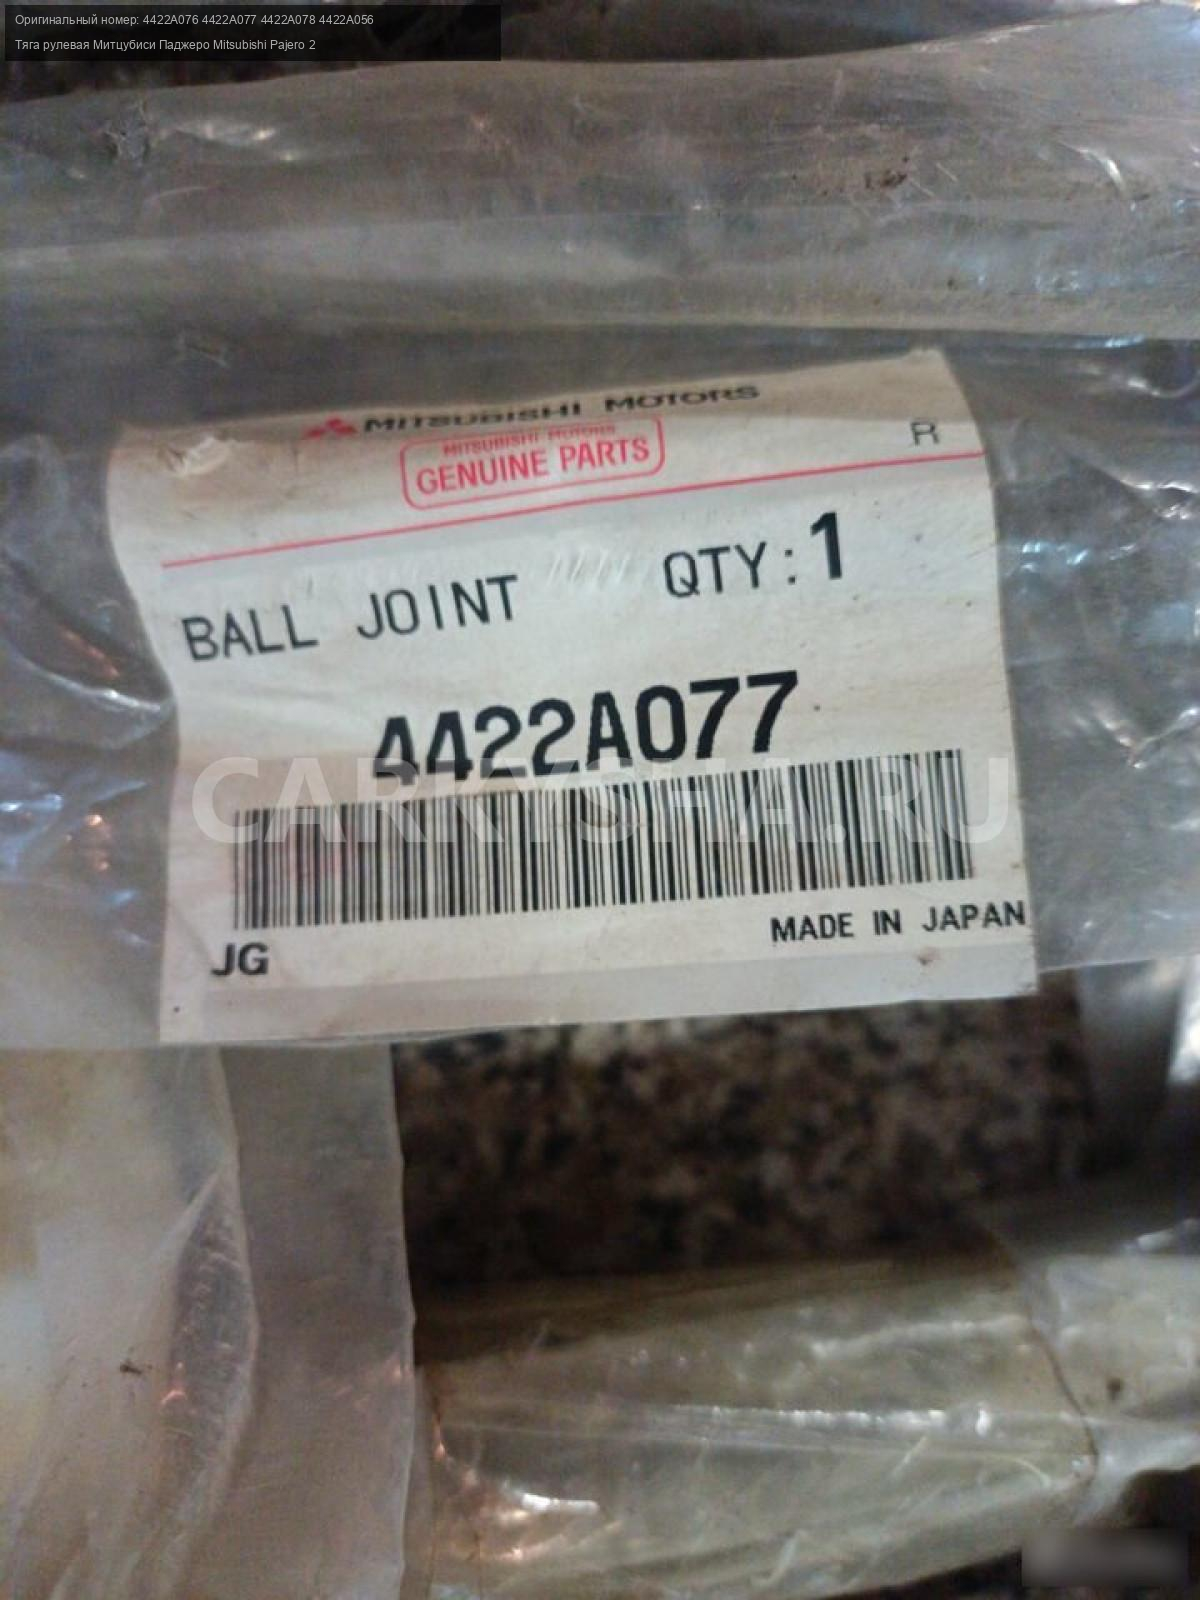 Оригинальный номер: 4422A076 4422A077 4422A078 4422A056
Тяга рулевая Митцубиси Паджеро Mitsubishi Pajero 2
MITSUBISHI MOTORS
MITSUBISHI MOTORS
GENUINE PARTS
R
BALL JOINT QTY:1
4422A077
CARKYSHA.RU
JG
MADE IN JAPAN